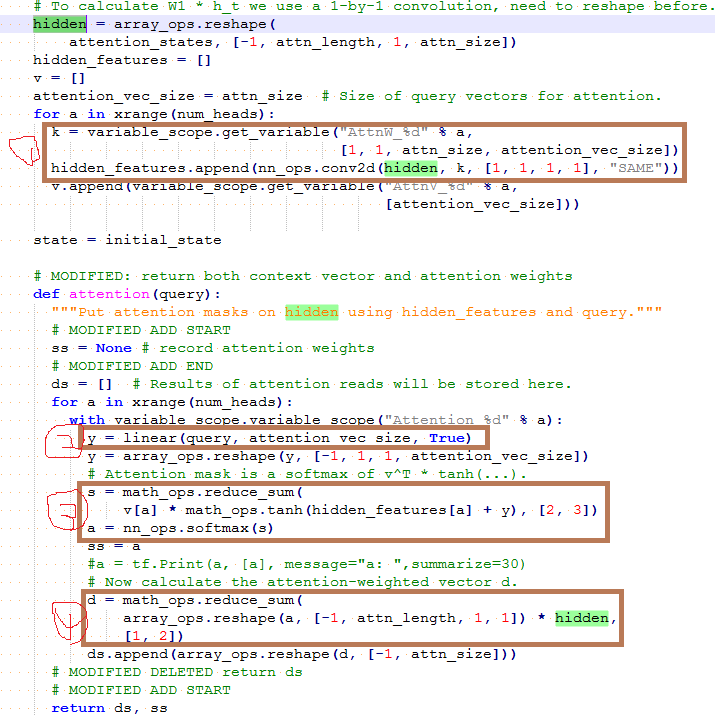 # To calculate W1 * h_t we use a 1-by-1 convolution, need to reshape before.
hidden = array_ops.reshape(
attention_states, [-1, attn_length, 1, attn_size])
hidden_features = []
v = []
attention_vec_size = attn_size  # Size of query vectors for attention.
for a in xrange(num_heads):
k = variable_scope.get_variable("AttnW_%d" % a,
[1, 1, attn_size, attention_vec_size])
hidden_features.append(nn_ops.conv2d(hidden, k, [1, 1, 1, 1], "SAME"))
v.append(variable_scope.get_variable("AttnV_%d" % a,
[attention_vec_size]))
state = initial_state
# MODIFIED: return both context vector and attention weights
def attention(query):
"""Put attention masks on hidden using hidden_features and query."""
# MODIFIED ADD START
ss = None # record attention weights
# MODIFIED ADD END
ds = []  # Results of attention reads will be stored here.
for a in xrange(num_heads):
with variable_scope.variable_scope("Attention_%d" % a):
y = linear(query, attention_vec_size, True)
y = array_ops.reshape(y, [-1, 1, 1, attention_vec_size])
# Attention mask is a softmax of v^T * tanh(...).
s = math_ops.reduce_sum(
v[a] * math_ops.tanh(hidden_features[a] + y), [2, 3])
a = nn_ops.softmax(s)
ss = a
#a = tf.Print(a, [a], message="a: ",summarize=30)
# Now calculate the attention-weighted vector d.
d = math_ops.reduce_sum(
array_ops.reshape(a, [-1, attn_length, 1, 1]) * hidden,
[1, 2])
ds.append(array_ops.reshape(d, [-1, attn_size]))
# MODIFIED DELETED return ds
# MODIFIED ADD START
return ds, ss